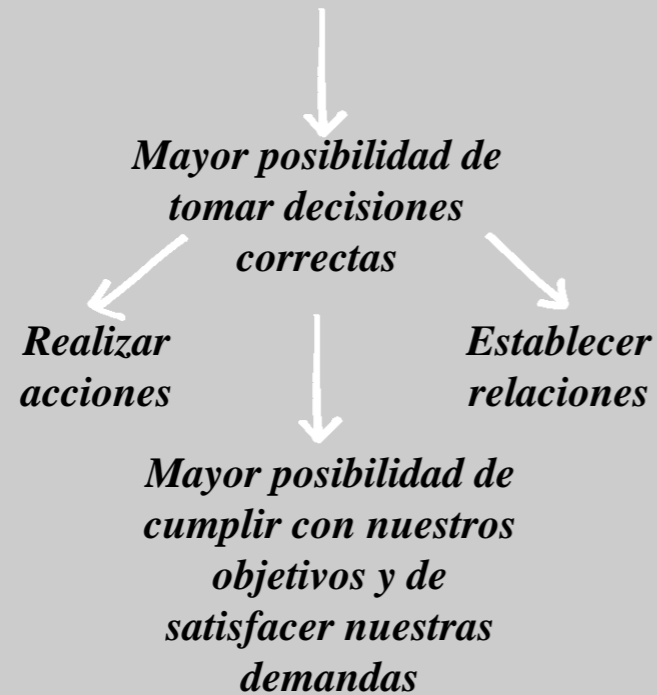 Mayor posibilidad de
tomar decisiones
correctas
Realizar
acciones
Establecer
relaciones
Mayor posibilidad de
cumplir con nuestros
objetivos y de
satisfacer nuestras
demandas